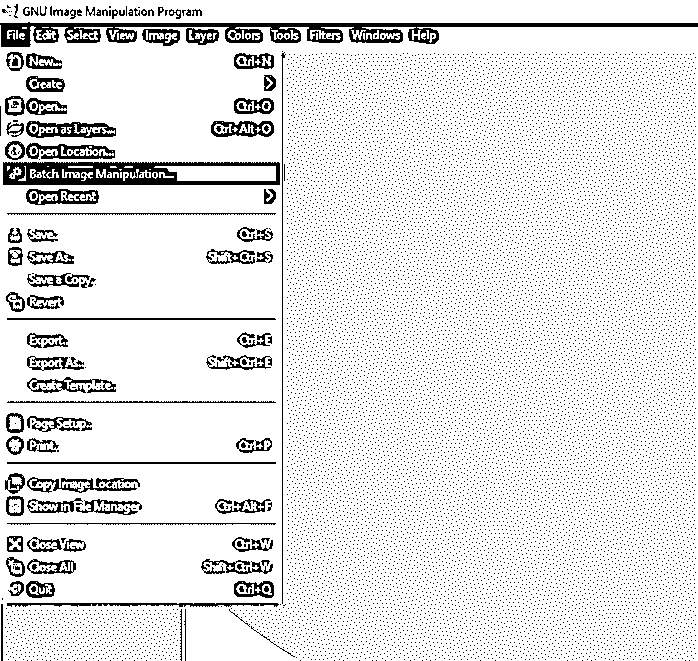 GNU Image Manipulation Program
File Edit Select View Image Layer Colors Tools Filters Windows Help
New... Ctrl+N
Create
Open... Ctrl+O
Open as Layers... Ctrl+Alt+O
Open Location...
Batch Image Manipulation...
Open Recent
Save... Ctrl+S
Save As... Shift+Ctrl+S
Save a Copy...
Revert
Export... Ctrl+E
Export As... Shift+Ctrl+E
Create Template...
Page Setup...
Print... Ctrl+P
Copy Image Location
Show in File Manager Ctrl+Alt+F
Close View Ctrl+W
Close All Shift+Ctrl+W
Quit Ctrl+Q